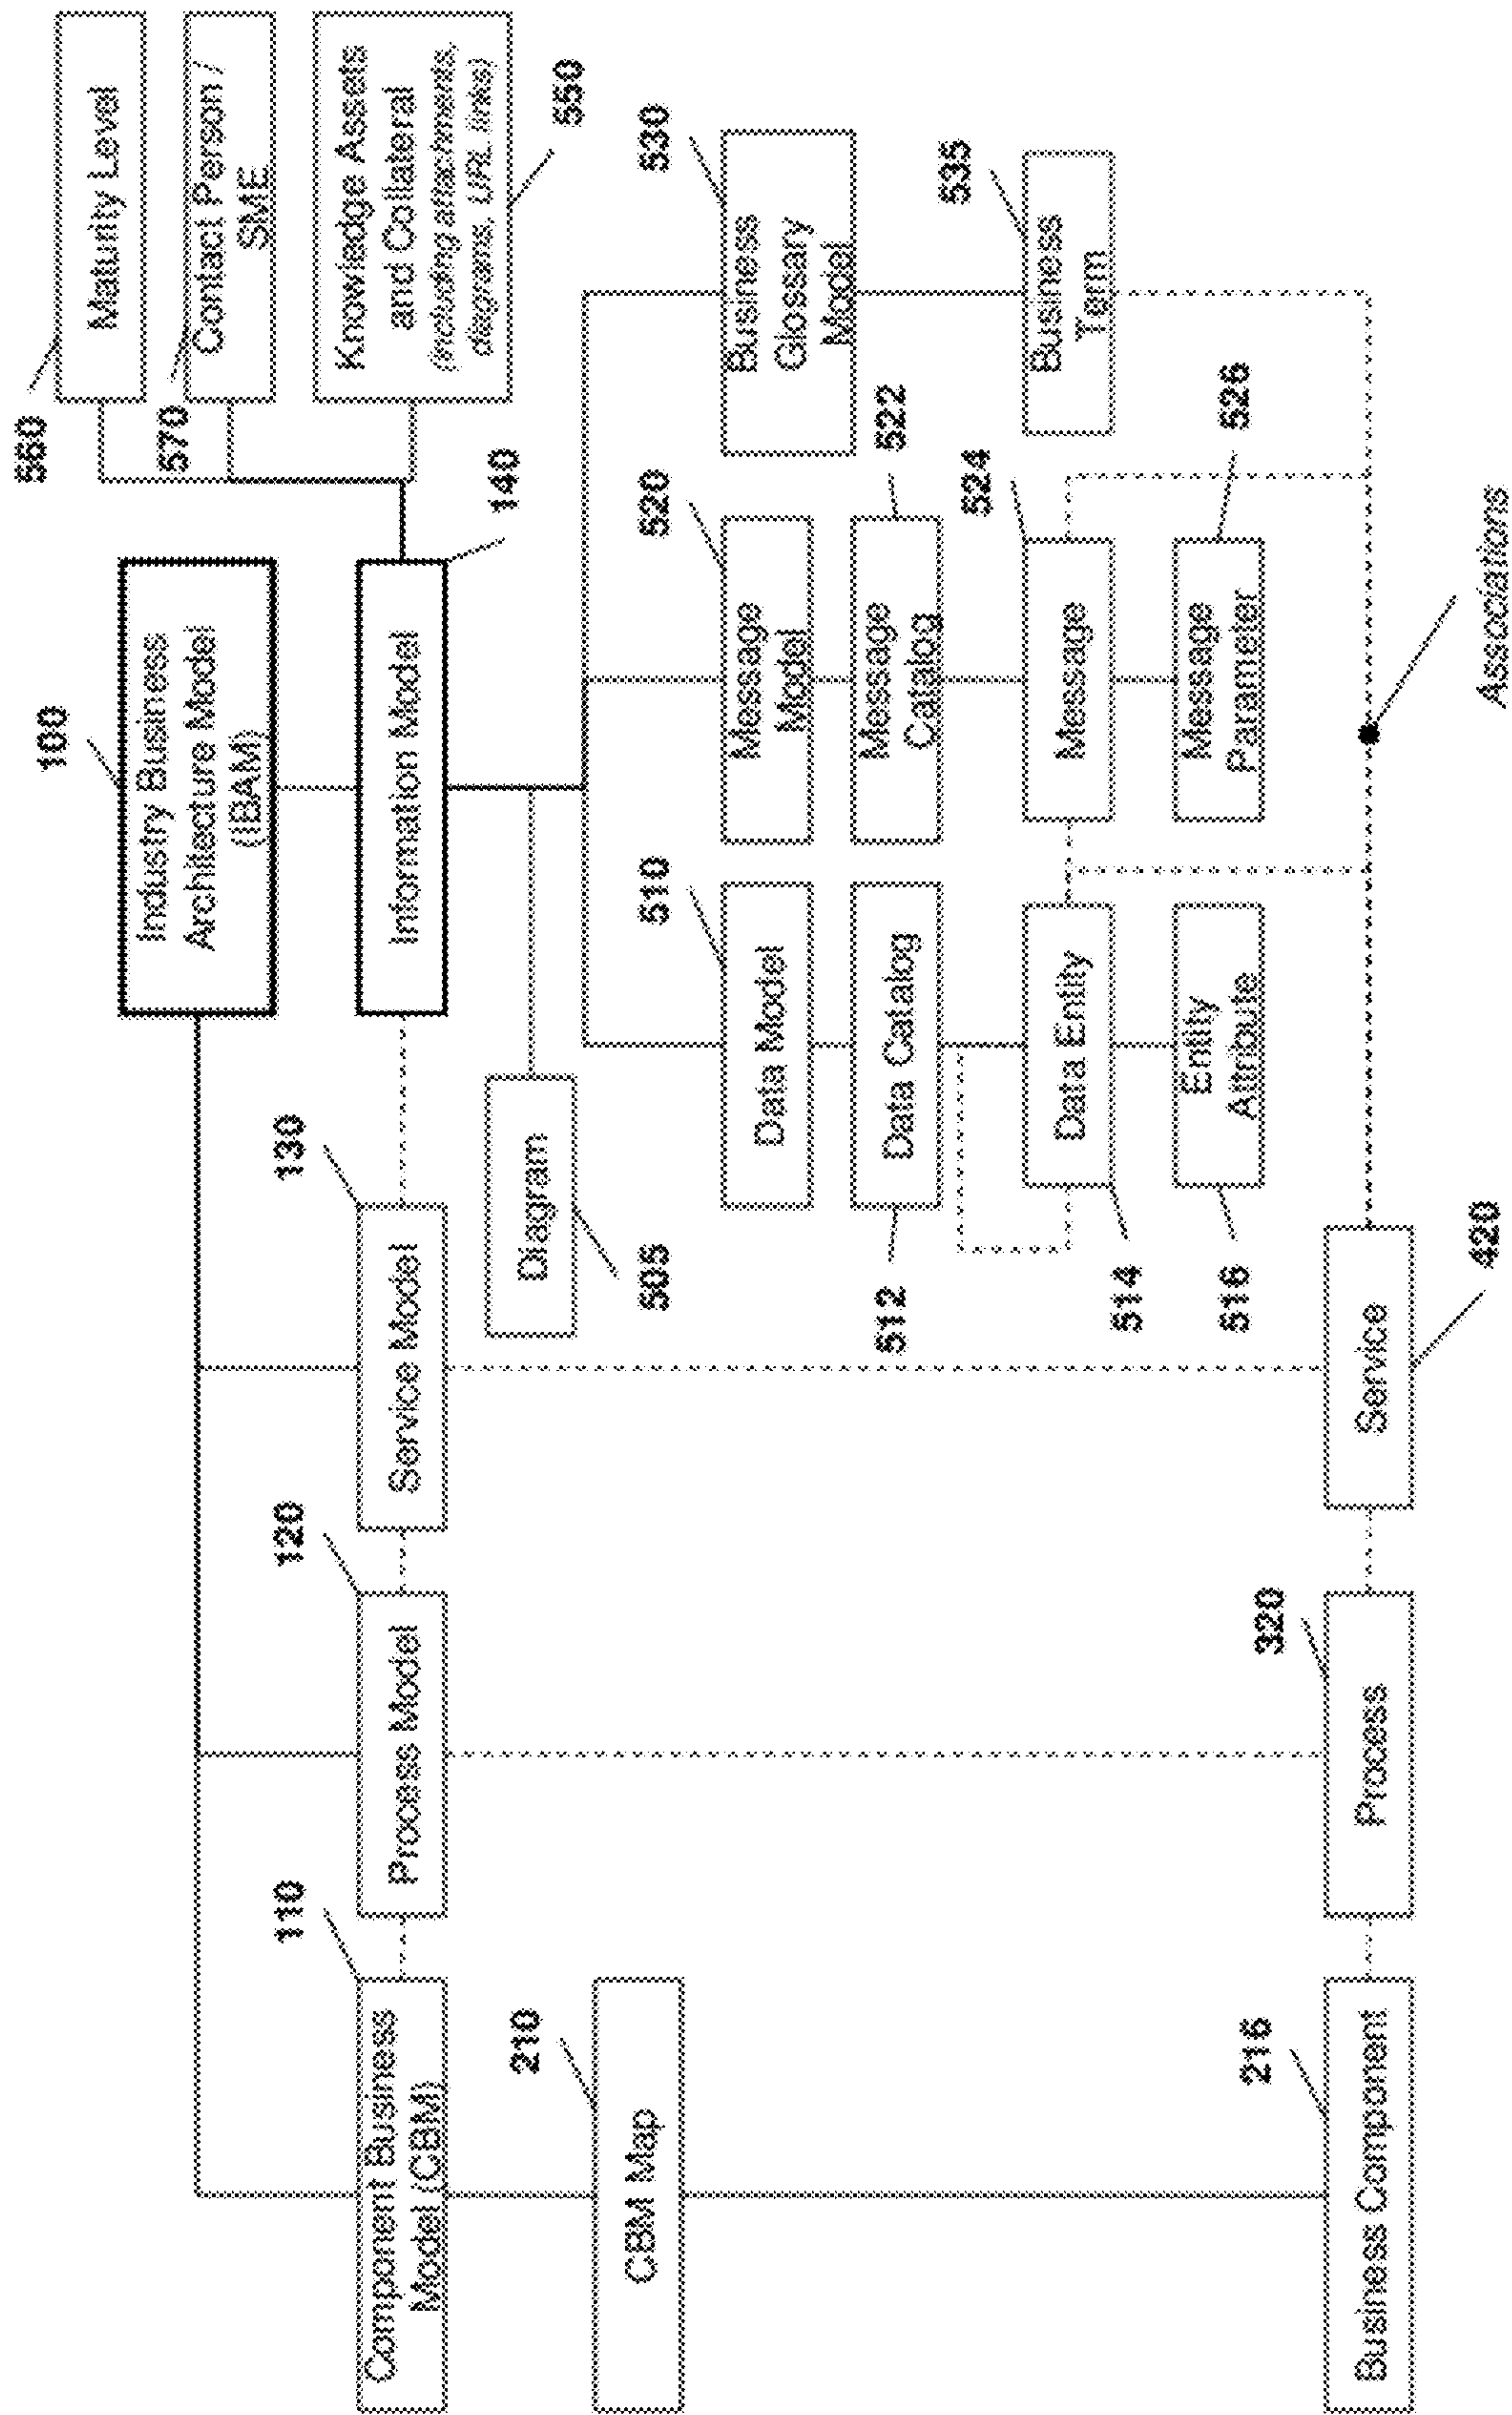 100
Industry Business
Architecture Model
(IBAM)
560
Maturity Level
570
Contact Person /
SME
Knowledge Assets
and Collateral
(including attachments,
diagrams, URL links)
550
110
Component Business
Model (CBM)
120
Process Model
130
Service Model
140
Information Model
210
CBM Map
Diagram
505
510
Data Model
520
Message
Model
530
Business
Glossary
Model
512
Data Catalog
522
Message
Catalog
514
Data Entity
524
Message
535
Business
Term
516
Entity
Attribute
526
Message
Parameter
216
Business Component
320
Process
420
Service
Associations